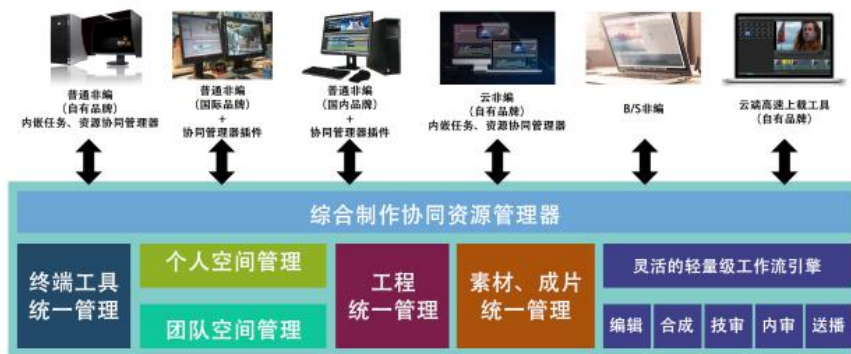 普通非编
(自有品牌)
内嵌任务、资源协同管理器
普通非编
(国际品牌)
+
协同管理器插件
普通非编
(国内品牌)
+
协同管理器插件
云非编
(自有品牌)
内嵌任务、资源协同管理器
B/S非编
云端高速上载工具
(自有品牌)
综合制作协同资源管理器
终端工具
统一管理
个人空间管理
团队空间管理
工程
统一管理
素材、成片
统一管理
灵活的轻量级工作流引擎
编辑
合成
技审
内审
送播